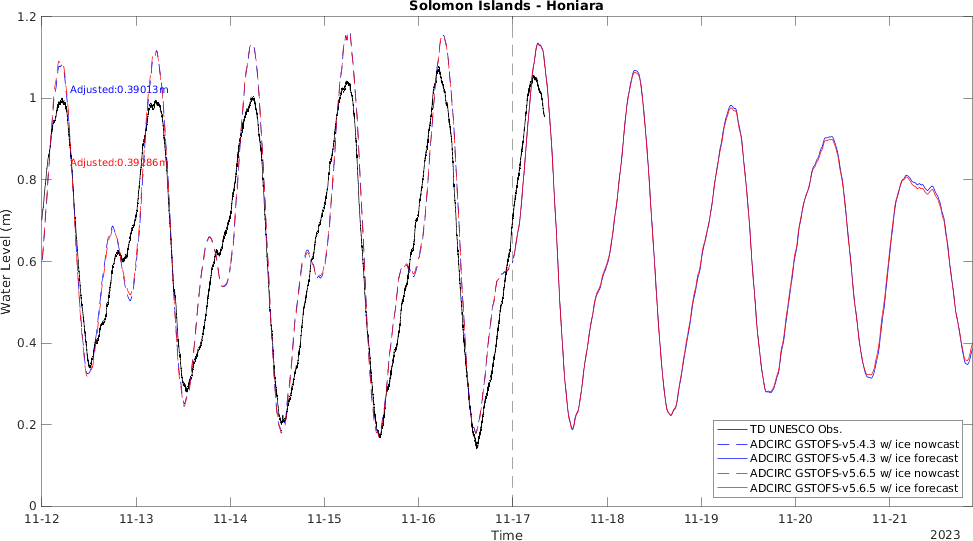 Solomon Islands - Honiara
1.2
1
0.8
0.6
0.4
0.2
0
Water Level (m)
Adjusted:0.39013m
Adjusted:0.39286m
TD UNESCO Obs.
ADCIRC GSTOFS-v5.4.3 w/ ice nowcast
ADCIRC GSTOFS-v5.4.3 w/ ice forecast
ADCIRC GSTOFS-v5.6.5 w/ ice nowcast
ADCIRC GSTOFS-v5.6.5 w/ ice forecast
11-12 11-13 11-14 11-15 11-16 11-17 11-18 11-19 11-20 11-21
Time
2023